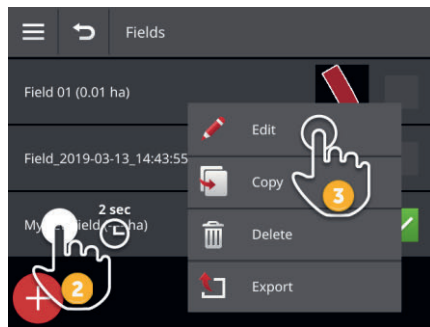 Fields
Field 01 (0.01 ha)
Edit
Field_2019-03-13_14:43:55
Copy
3
2 sec
ha)
Delete
2
Export